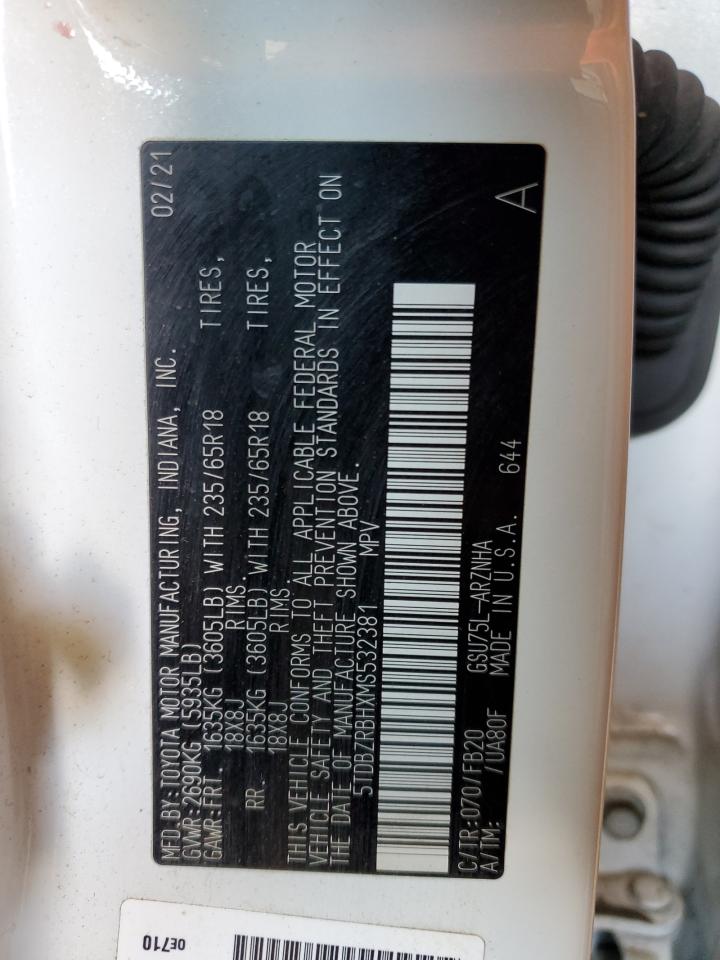 MFD.BY:TOYOTA MOTOR MANUFACTURING, INDIANA, INC. 02/21
GVWR:2690KG (5935LB)
GAWR:FRT. 1635KG (3605LB) WITH 235/65R18 TIRES,
18X8J RIMS.
RR. 1635KG (3605LB) WITH 235/65R18 TIRES,
18X8J RIMS.
THIS VEHICLE CONFORMS TO ALL APPLICABLE FEDERAL MOTOR
VEHICLE SAFETY AND THEFT PREVENTION STANDARDS IN EFFECT ON
THE DATE OF MANUFACTURE SHOWN ABOVE.
5TDBZRBHXMS532381 MPV
C/TR:070/FB20 GSU75L-ARZNHA
A/TM: /UA80F MADE IN U.S.A. 644 A
0E710